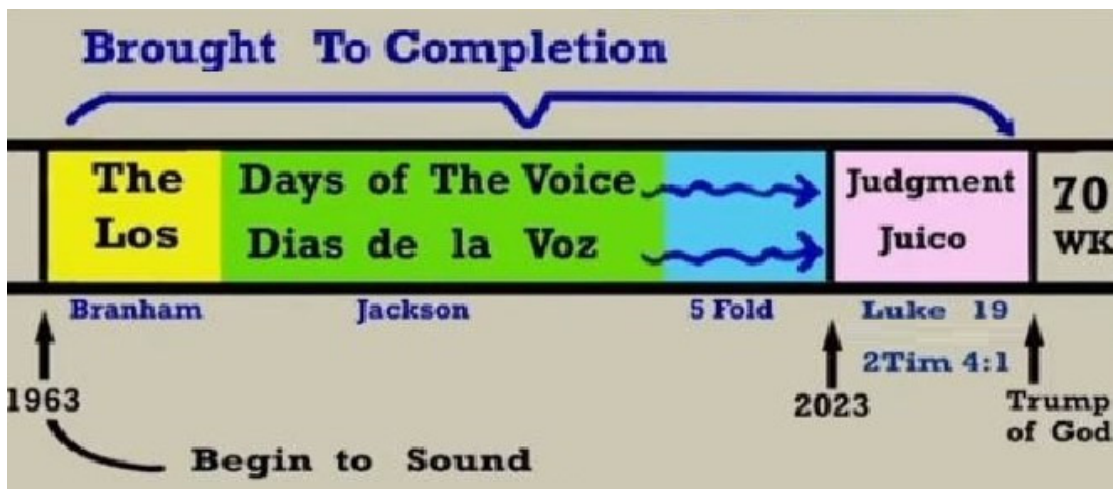 Brought To Completion
The Days of The Voice
Los Dias de la Voz
Judgment
Juico
70
WK
Branham
Jackson
5 Fold
Luke 19
2Tim 4:1
1963
2023
Trump
of God
Begin to Sound